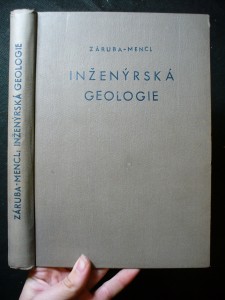 ZÁRUBA-MENCL
INŽENÝRSKÁ
GEOLOGIE
ZÁRUBA-MENCL: INŽENÝRSKÁ GEOLOGIE